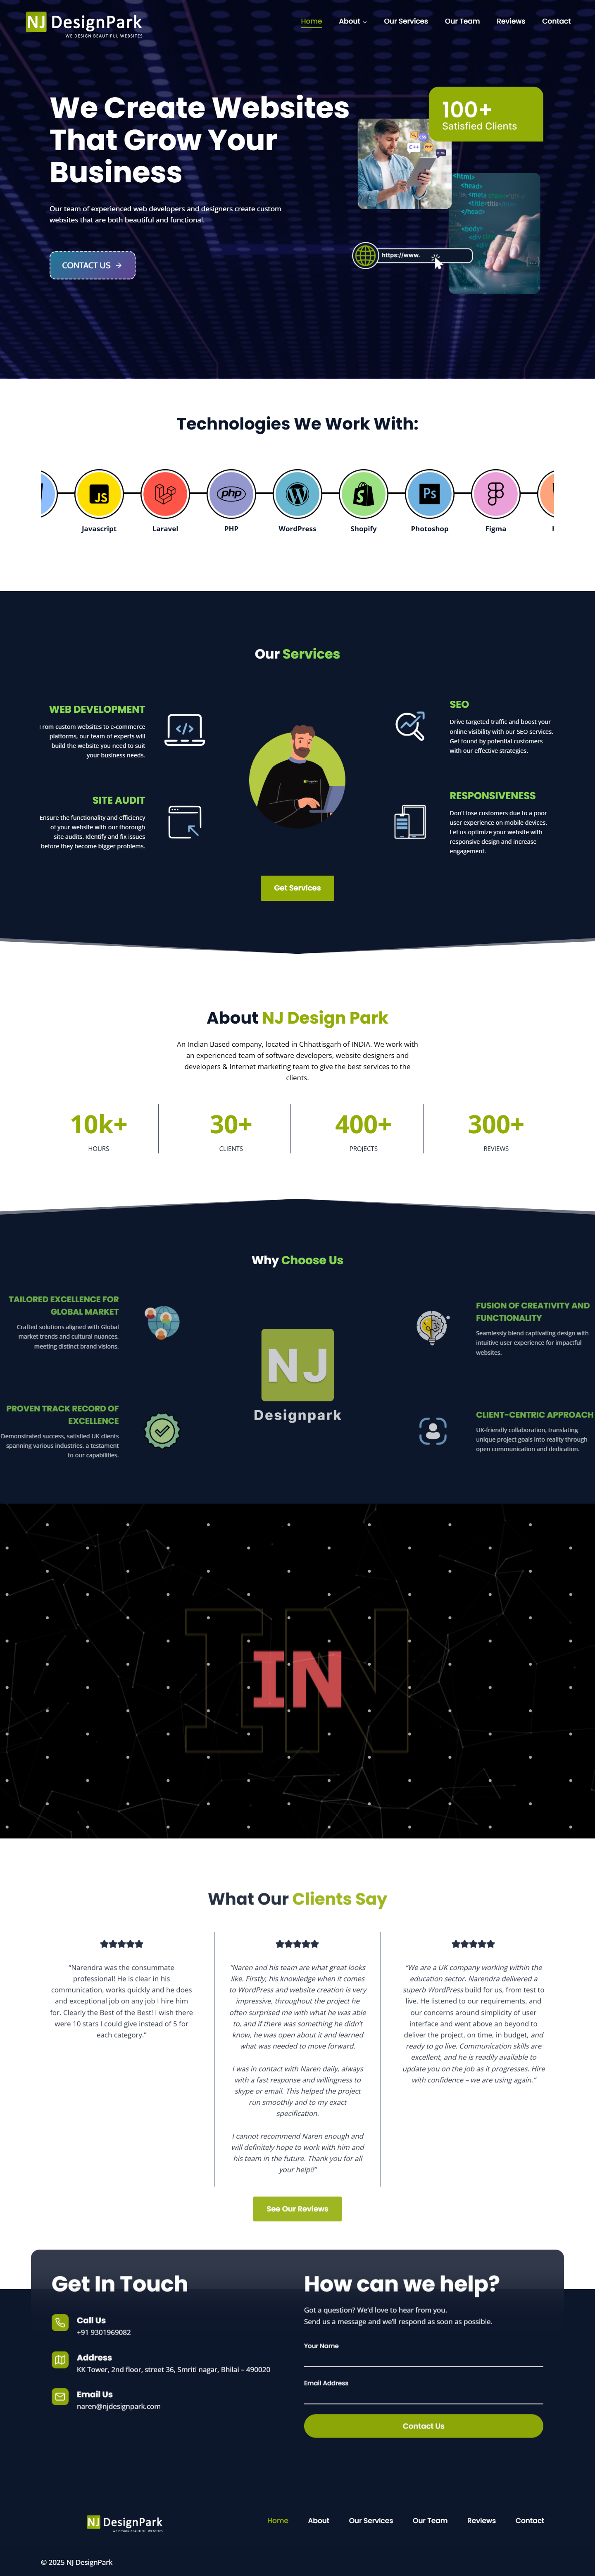 NJ DesignPark
WE DESIGN BEAUTIFUL WEBSITES
Home About Our Services Our Team Reviews Contact
We Create Websites
That Grow Your
Business
Our team of experienced web developers and designers create custom
websites that are both beautiful and functional.
CONTACT US
100+
Satisfied Clients
C++
PHP
<html>
<head>
<meta
<title>
</head>
<body>
https://www.
Technologies We Work With:
JS
php
Ps
Javascript Laravel PHP WordPress Shopify Photoshop Figma
Our Services
WEB DEVELOPMENT
From custom websites to e-commerce
platforms, our team of experts will
build the website you need to suit
your business needs.
SITE AUDIT
Ensure the functionality and efficiency
of your website with our thorough
site audits. Identify and fix issues
before they become bigger problems.
SEO
Drive targeted traffic and boost your
online visibility with our SEO services.
Get found by potential customers
with our effective strategies.
RESPONSIVENESS
Don't lose customers due to a poor
user experience on mobile devices.
Let us optimize your website with
responsive design and increase
engagement.
Get Services
About NJ Design Park
An Indian Based company, located in Chhattisgarh of INDIA. We work with
an experienced team of software developers, website designers and
developers & Internet marketing team to give the best services to the
clients.
10k+
HOURS
30+
CLIENTS
400+
PROJECTS
300+
REVIEWS
Why Choose Us
TAILORED EXCELLENCE FOR
GLOBAL MARKET
Crafted solutions aligned with Global
market trends and cultural nuances,
meeting distinct brand visions.
PROVEN TRACK RECORD OF
EXCELLENCE
Demonstrated success, satisfied UK clients
spanning various industries, a testament
to our capabilities.
NJ
Designpark
FUSION OF CREATIVITY AND
FUNCTIONALITY
Seamlessly blend captivating design with
intuitive user experience for impactful
websites.
CLIENT-CENTRIC APPROACH
UK-friendly collaboration, translating
unique project goals into reality through
open communication and dedication.
IN
IN
What Our Clients Say
"Narendra was the consummate
professional! He is clear in his
communication, works quickly and he does
and exceptional job on any job I hire him
for. Clearly the Best of the Best! I wish there
were 10 stars I could give instead of 5 for
each category."
"Naren and his team are what great looks
like. Firstly, his knowledge when it comes
to WordPress and website creation is very
impressive, throughout the project he
often surprised me with what he was able
to, and if there was something he didn't
know, he was open about it and learned
what was needed to move forward.
I was in contact with Naren daily, always
with a fast response and willingness to
skype or email. This helped the project
run smoothly and to my exact
specification.
I cannot recommend Naren enough and
will definitely hope to work with him and
his team in the future. Thank you for all
your help!!"
"We are a UK company working within the
education sector. Narendra delivered a
superb WordPress build for us, from test to
live. He listened to our requirements, and
our concerns around simplicity of user
interface and went above an beyond to
deliver the project, on time, in budget, and
ready to go live. Communication skills are
excellent, and he is readily available to
update you on the job as it progresses. Hire
with confidence – we are using again."
See Our Reviews
Get In Touch
Call Us
+91 9301969082
Address
KK Tower, 2nd floor, street 36, Smriti nagar, Bhilai – 490020
Email Us
naren@njdesignpark.com
How can we help?
Got a question? We'd love to hear from you.
Send us a message and we'll respond as soon as possible.
Your Name
Email Address
Contact Us
NJ DesignPark
WE DESIGN BEAUTIFUL WEBSITES
Home About Our Services Our Team Reviews Contact
© 2025 NJ DesignPark